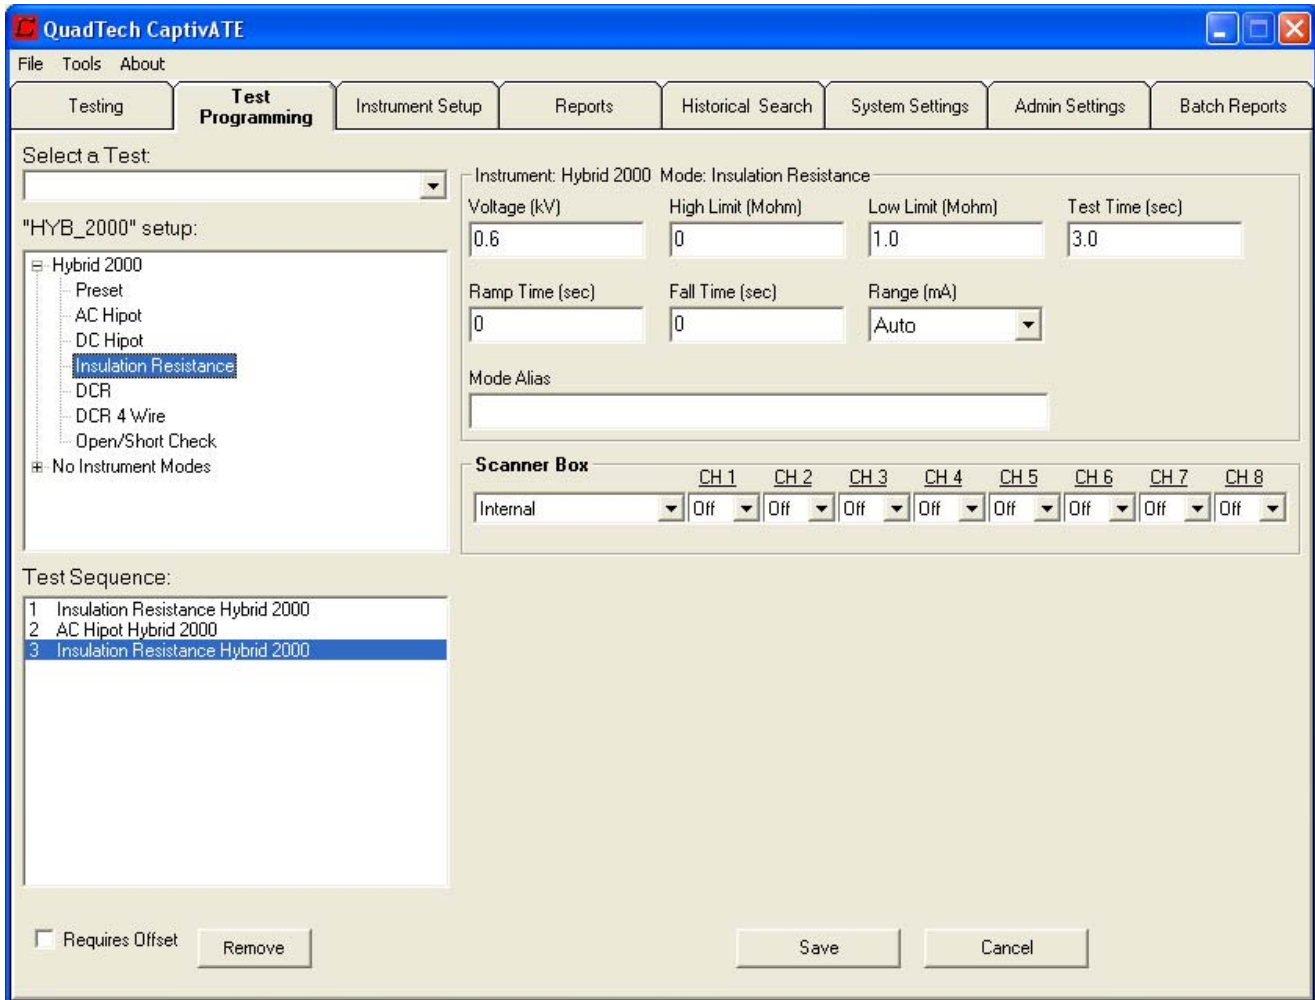 QuadTech CaptivATE
File Tools About
Testing
Test Programming
Instrument Setup
Reports
Historical Search
System Settings
Admin Settings
Batch Reports
Select a Test:
"HYB_2000" setup:
Hybrid 2000
Preset
AC Hipot
DC Hipot
Insulation Resistance
DCR
DCR 4 Wire
Open/Short Check
No Instrument Modes
Instrument: Hybrid 2000 Mode: Insulation Resistance
Voltage (kV) High Limit (Mohm) Low Limit (Mohm) Test Time (sec)
0.6 0 1.0 3.0
Ramp Time (sec) Fall Time (sec) Range (mA)
0 0 Auto
Mode Alias
Scanner Box
CH 1 CH 2 CH 3 CH 4 CH 5 CH 6 CH 7 CH 8
Internal Off Off Off Off Off Off Off Off
Test Sequence:
1 Insulation Resistance Hybrid 2000
2 AC Hipot Hybrid 2000
3 Insulation Resistance Hybrid 2000
Requires Offset
Remove
Save
Cancel